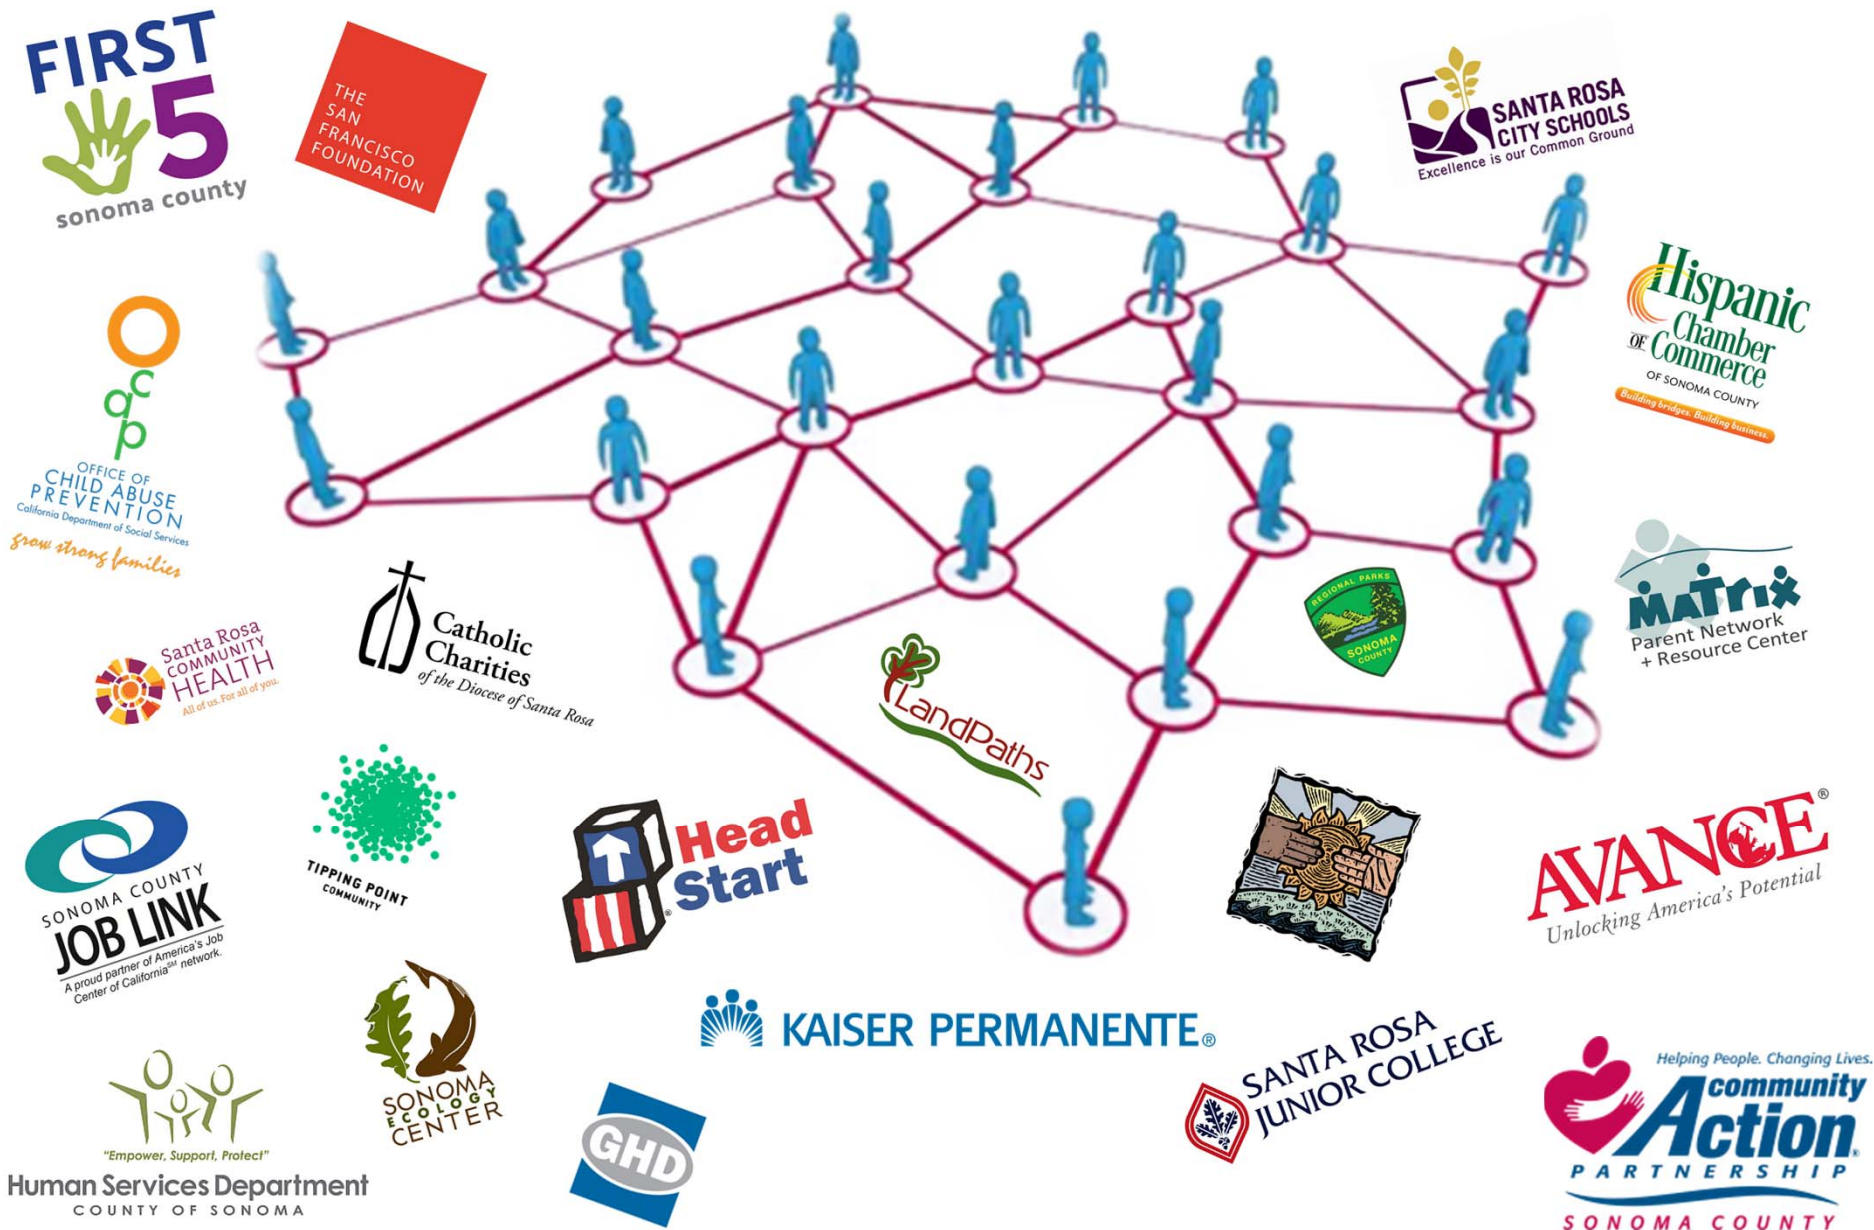 FIRST
5
sonoma county
THE
SAN
FRANCISCO
FOUNDATION
SANTA ROSA
CITY SCHOOLS
Excellence is our Common Ground
Hispanic
Chamber
OF Commerce
OF SONOMA COUNTY
Building bridges. Building business.
ocap
OFFICE OF
CHILD ABUSE
PREVENTION
California Department of Social Services
grow strong families
Catholic
Charities
of the Diocese of Santa Rosa
REGIONAL PARKS
SONOMA
COUNTY
MATrix
Parent Network
+ Resource Center
Santa Rosa
COMMUNITY
HEALTH
All of us. For all of you.
LandPaths
TIPPING POINT
COMMUNITY
SONOMA COUNTY
JOB LINK
A proud partner of America's Job
Center of California℠ network.
Head
Start®
AVANCE®
Unlocking America's Potential
SONOMA
ECOLOGY
CENTER
KAISER PERMANENTE®
SANTA ROSA
JUNIOR COLLEGE
"Empower, Support, Protect"
Human Services Department
COUNTY OF SONOMA
GHD
Helping People. Changing Lives.
community
Action®
PARTNERSHIP
SONOMA COUNTY